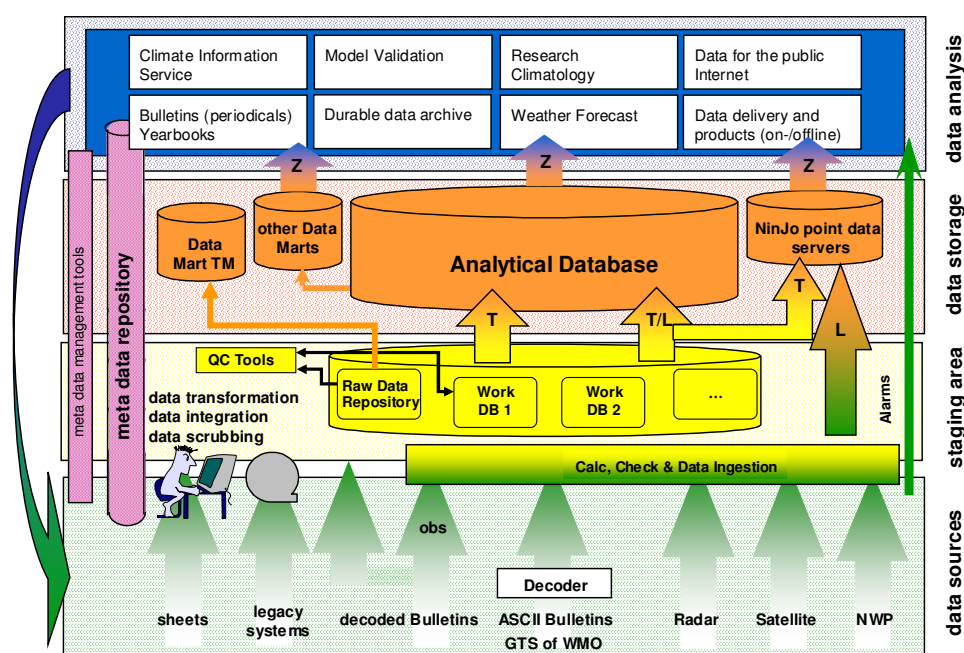 Climate Information
Service
Model Validation
Research
Climatology
Data for the public
Internet
Bulletins (periodicals)
Yearbooks
Durable data archive
Weather Forecast
Data delivery and
products (on-/offline)
data analysis
Z
Z
Z
Data
Mart TM
other Data
Marts
Analytical Database
NinJo point data
servers
data storage
T
T/L
T
L
meta data management tools
meta data repository
QC Tools
Raw Data
Repository
Work
DB 1
Work
DB 2
...
Alarms
staging area
data transformation
data integration
data scrubbing
Calc, Check & Data Ingestion
obs
Decoder
sheets
legacy
systems
decoded Bulletins
ASCII Bulletins
GTS of WMO
Radar
Satellite
NWP
data sources